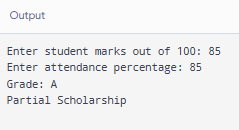 Output
Enter student marks out of 100: 85
Enter attendance percentage: 85
Grade: A
Partial Scholarship